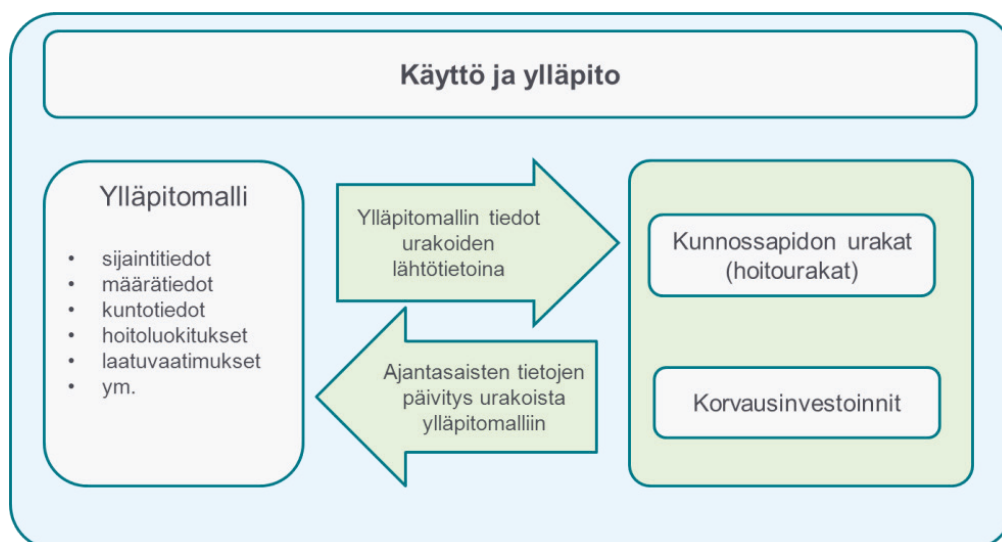 Käyttö ja ylläpito
Ylläpitomalli
• sijaintitiedot
• määrätiedot
• kuntotiedot
• hoitoluokitukset
• laatuvaatimukset
• ym.
Ylläpitomallin tiedot
urakoiden
lähtötietoina
Ajantasaisten tietojen
päivitys urakoista
ylläpitomalliin
Kunnossapidon urakat
(hoitourakat)
Korvausinvestoinnit